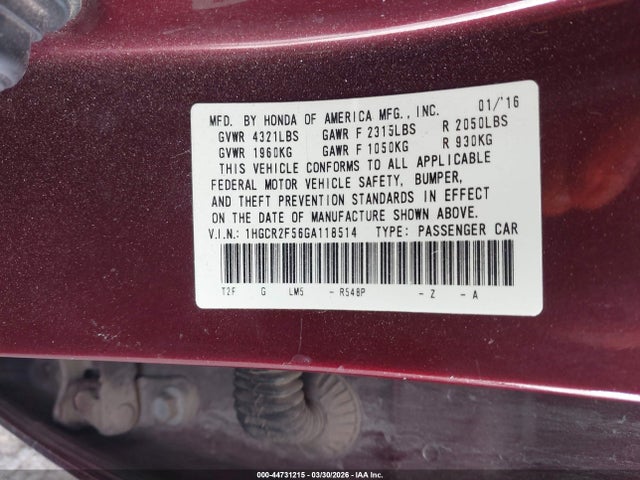 MFD. BY HONDA OF AMERICA MFG., INC. 01/'16
GVWR 4321LBS GAWR F 2315LBS R 2050LBS
GVWR 1960KG GAWR F 1050KG R 930KG
THIS VEHICLE CONFORMS TO ALL APPLICABLE
FEDERAL MOTOR VEHICLE SAFETY, BUMPER,
AND THEFT PREVENTION STANDARDS IN EFFECT
ON THE DATE OF MANUFACTURE SHOWN ABOVE.
V.I.N.: 1HGCR2F56GA118514 TYPE: PASSENGER CAR
T2F G LM5 - R548P - Z - A
000-44731215 - 03/30/2026 - IAA Inc.